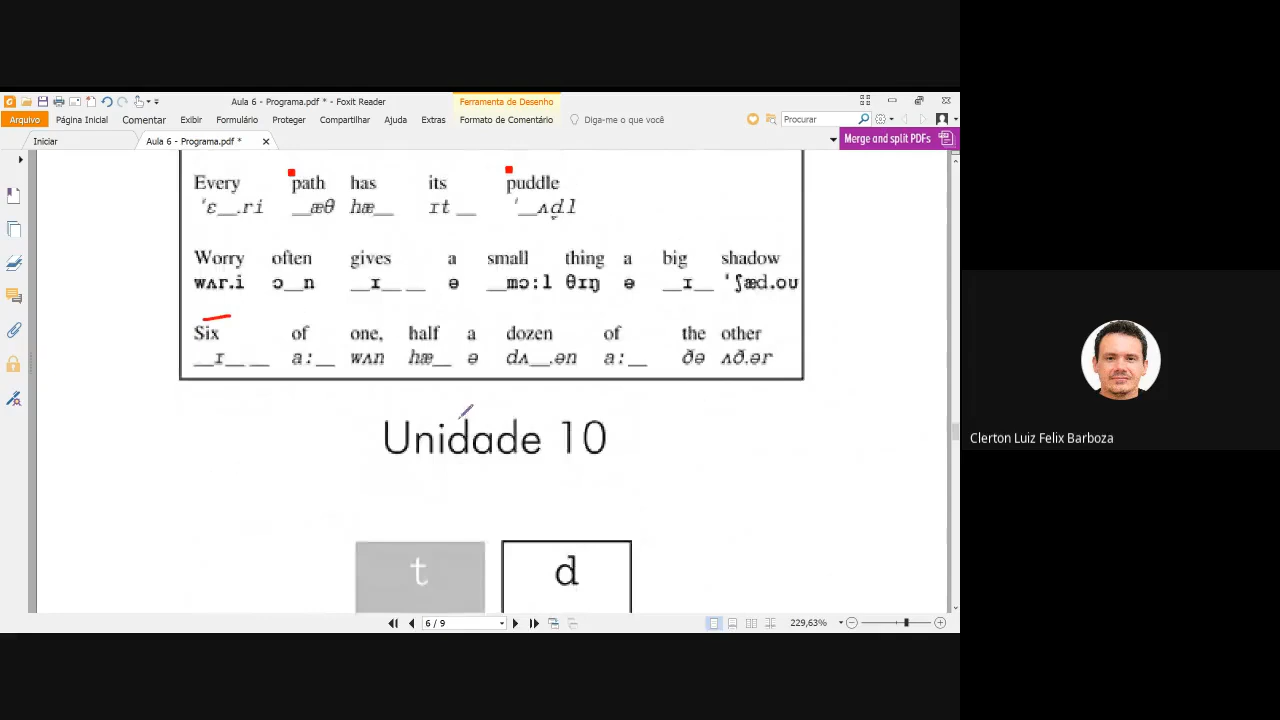 Aula 6 - Programa.pdf * - Foxit Reader
Ferramenta de Desenho
Arquivo Página Inicial Comentar Exibir Formulário Proteger Compartilhar Ajuda Extras Formato de Comentário Diga-me o que você Procurar
Iniciar Aula 6 - Programa.pdf * Merge and split PDFs
Every path has its puddle
ˈɛ__.ri __æθ hæ__ ɪt __ ˈ__ʌd̬l
Worry often gives a small thing a big shadow
wʌr.i ɔ__n __ɪ__ __ ə __mɔːl θɪŋ ə __ɪ__ ˈʃæd.oʊ
Six of one, half a dozen of the other
__ɪ__ __ aː__ wʌn hæ__ ə dʌ__.ən aː__ ðə ʌð.ər
Unidade 10
t d
6 / 9 229,63%
Clerton Luiz Felix Barboza